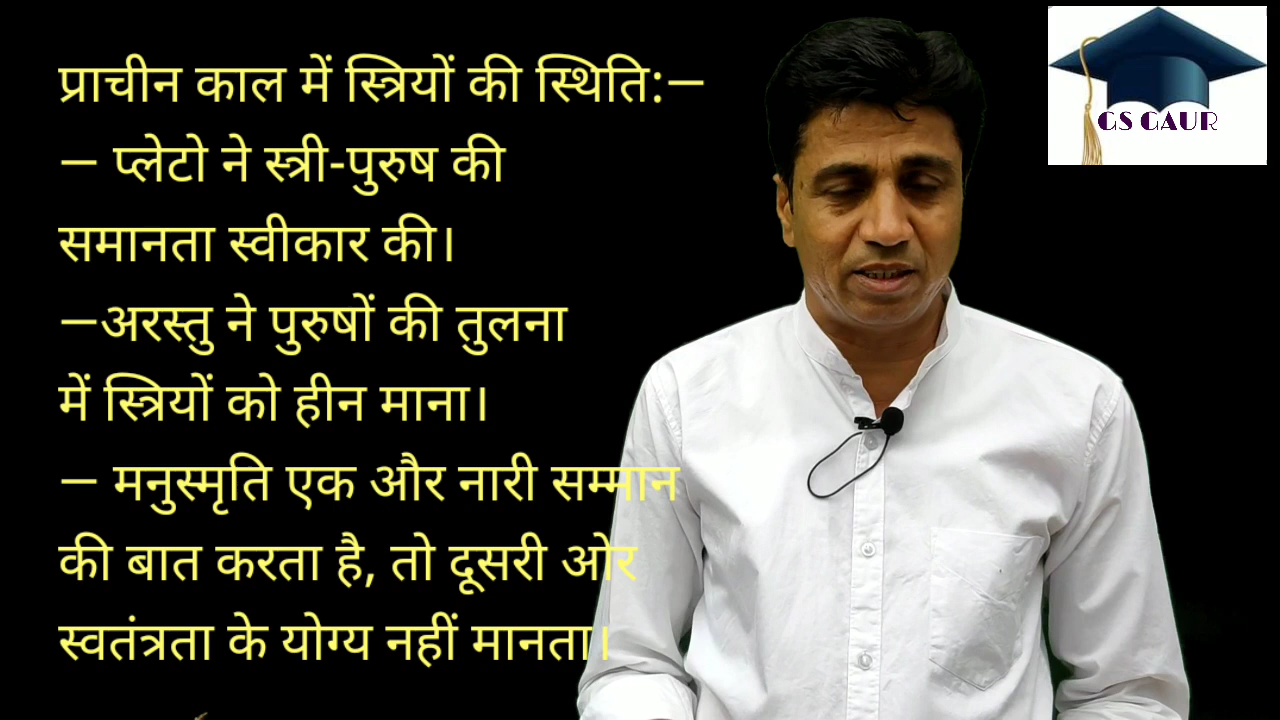 प्राचीन काल में स्त्रियों की स्थिति:—
— प्लेटो ने स्त्री-पुरुष की
समानता स्वीकार की।
—अरस्तु ने पुरुषों की तुलना
में स्त्रियों को हीन माना।
— मनुस्मृति एक और नारी सम्मान
की बात करता है, तो दूसरी ओर
स्वतंत्रता के योग्य नहीं मानता।
GS GAUR